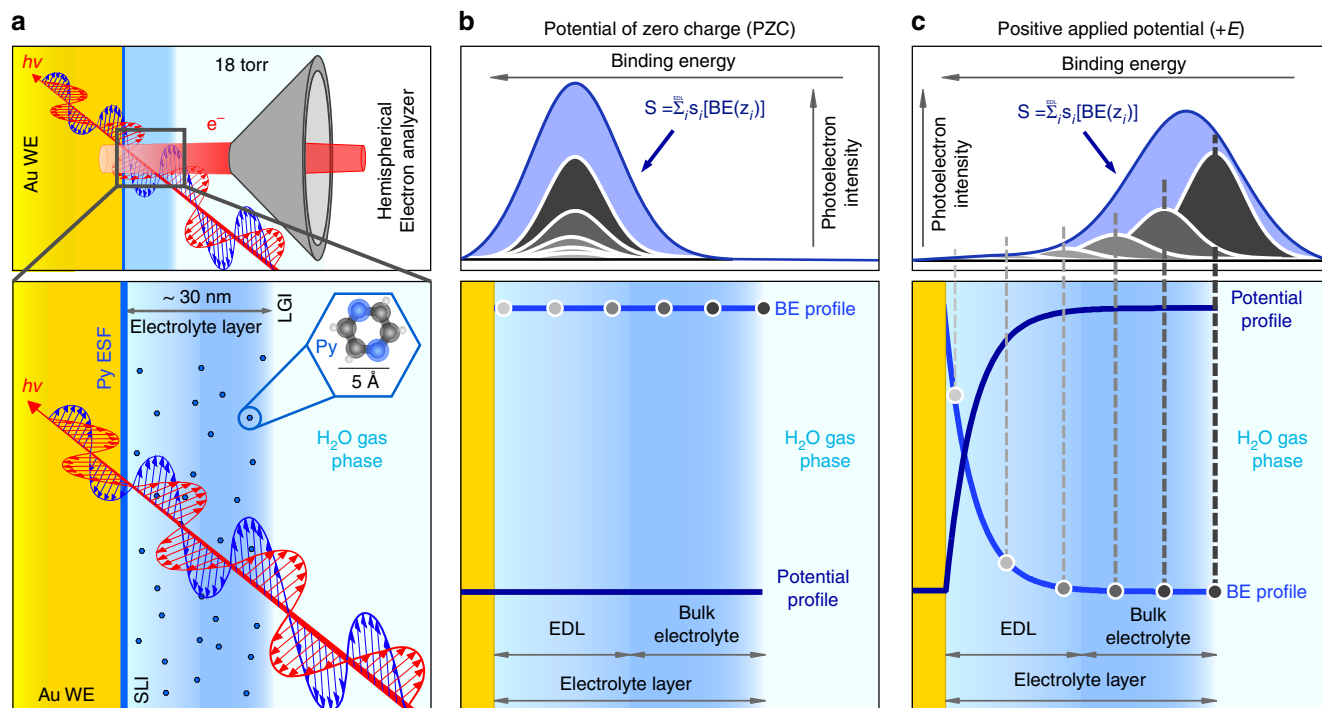 a
hv
18 torr
e⁻
Au WE
Hemispherical
Electron analyzer
~ 30 nm
LGI
Electrolyte layer
Py ESF
Py
5 Å
hv
H₂O gas
phase
Au WE
SLI
b
Potential of zero charge (PZC)
Binding energy
S = Σᵢ^EDL sᵢ[BE(zᵢ)]
Photoelectron
intensity
BE profile
H₂O gas
phase
Potential
profile
EDL
Bulk
electrolyte
Electrolyte layer
c
Positive applied potential (+E)
Binding energy
S = Σᵢ^EDL sᵢ[BE(zᵢ)]
Photoelectron
intensity
Potential
profile
H₂O gas
phase
BE profile
EDL
Bulk
electrolyte
Electrolyte layer